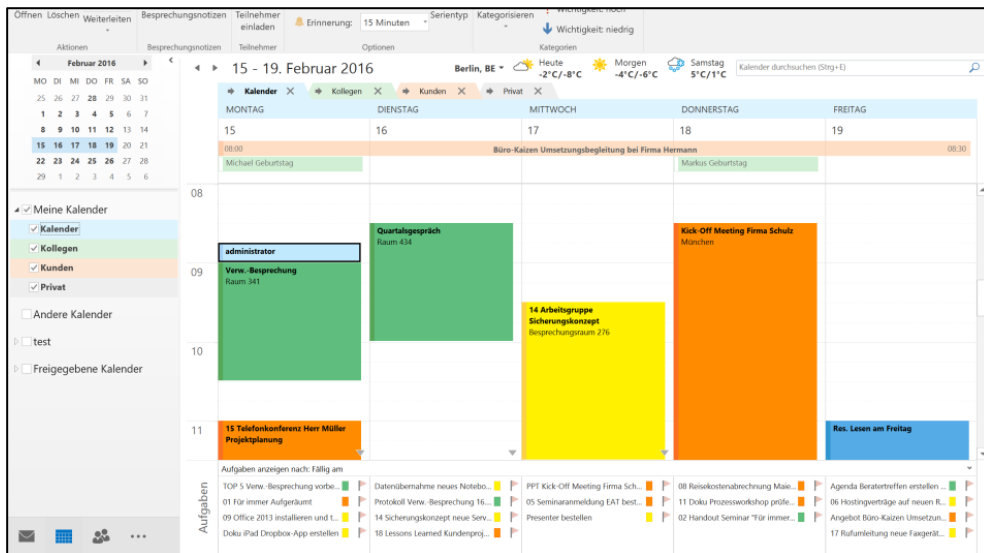 Öffnen Löschen Weiterleiten Besprechungsnotizen Teilnehmer einladen Erinnerung: 15 Minuten Serientyp Kategorisieren Wichtigkeit: hoch
Wichtigkeit: niedrig
Aktionen Besprechungsnotizen Teilnehmer Optionen Kategorien
Februar 2016
MO DI MI DO FR SA SO
25 26 27 28 29 30 31
1 2 3 4 5 6 7
8 9 10 11 12 13 14
15 16 17 18 19 20 21
22 23 24 25 26 27 28
29 1 2 3 4 5 6
Meine Kalender
Kalender
Kollegen
Kunden
Privat
Andere Kalender
test
Freigegebene Kalender
15 - 19. Februar 2016
Berlin, BE
Heute
-2°C/-8°C
Morgen
-4°C/-6°C
Samstag
5°C/1°C
Kalender durchsuchen (Strg+E)
Kalender Kollegen Kunden Privat
MONTAG DIENSTAG MITTWOCH DONNERSTAG FREITAG
15 16 17 18 19
08:00 Büro-Kaizen Umsetzungsbegleitung bei Firma Hermann 08:30
Michael Geburtstag Markus Geburtstag
08
09
10
11
administrator
Verw.-Besprechung
Raum 341
15 Telefonkonferenz Herr Müller
Projektplanung
Quartalsgespräch
Raum 434
14 Arbeitsgruppe
Sicherungskonzept
Besprechungsraum 276
Kick-Off Meeting Firma Schulz
München
Res. Lesen am Freitag
Aufgaben anzeigen nach: Fällig am
Aufgaben
TOP 5 Verw.-Besprechung vorbe...
01 Für immer Aufgeräumt
09 Office 2013 installieren und t...
Doku iPad Dropbox-App erstellen
Datenübernahme neues Notebo...
Protokoll Verw.-Besprechung 16...
14 Sicherungskonzept neue Serv...
18 Lessons Learned Kundenproj...
PPT Kick-Off Meeting Firma Sch...
05 Seminaranmeldung EAT best...
Presenter bestellen
08 Reisekostenabrechnung Maie...
11 Doku Prozessworkshop prüfe...
02 Handout Seminar "Für immer...
Agenda Beratertreffen erstellen ...
06 Hostingverträge auf neuen R...
Angebot Büro-Kaizen Umsetzun...
17 Rufumleitung neue Faxgerät...